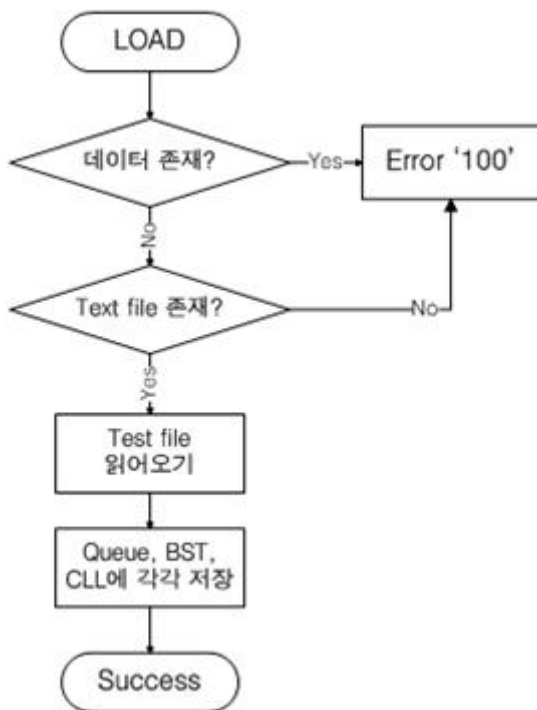 LOAD
데이터 존재?
Yes
Error ‘100’
No
Text file 존재?
No
Yes
Test file
읽어오기
Queue, BST,
CLL에 각각 저장
Success